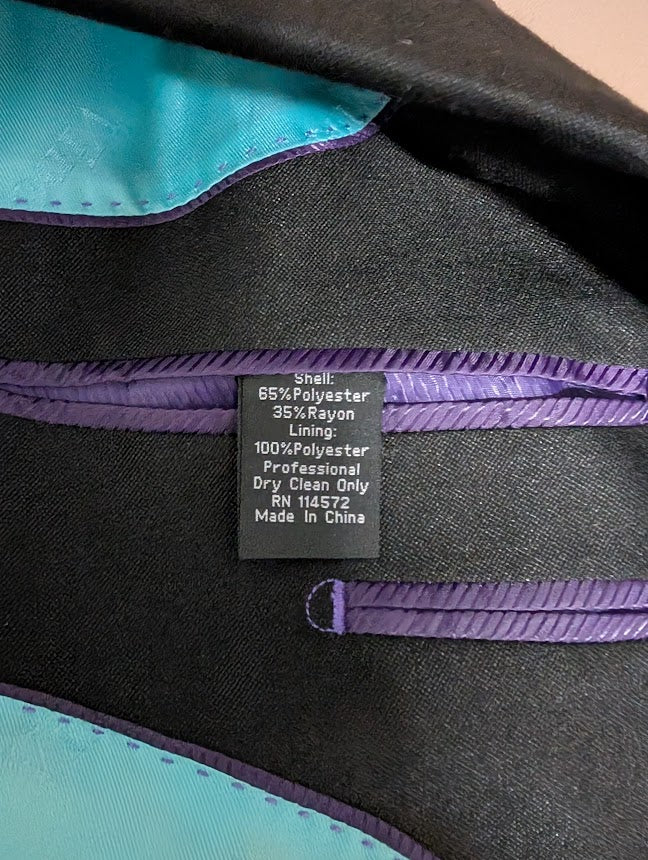 Shell:
65%Polyester
35%Rayon
Lining:
100%Polyester
Professional
Dry Clean Only
RN 114572
Made In China